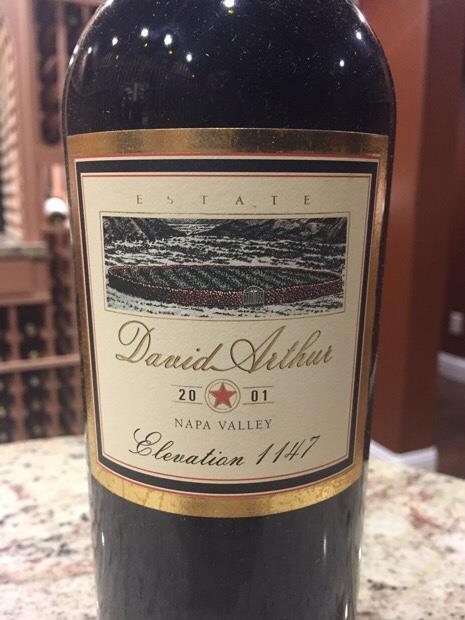 ESTATE
David Arthur
20 01
NAPA VALLEY
Elevation 1147